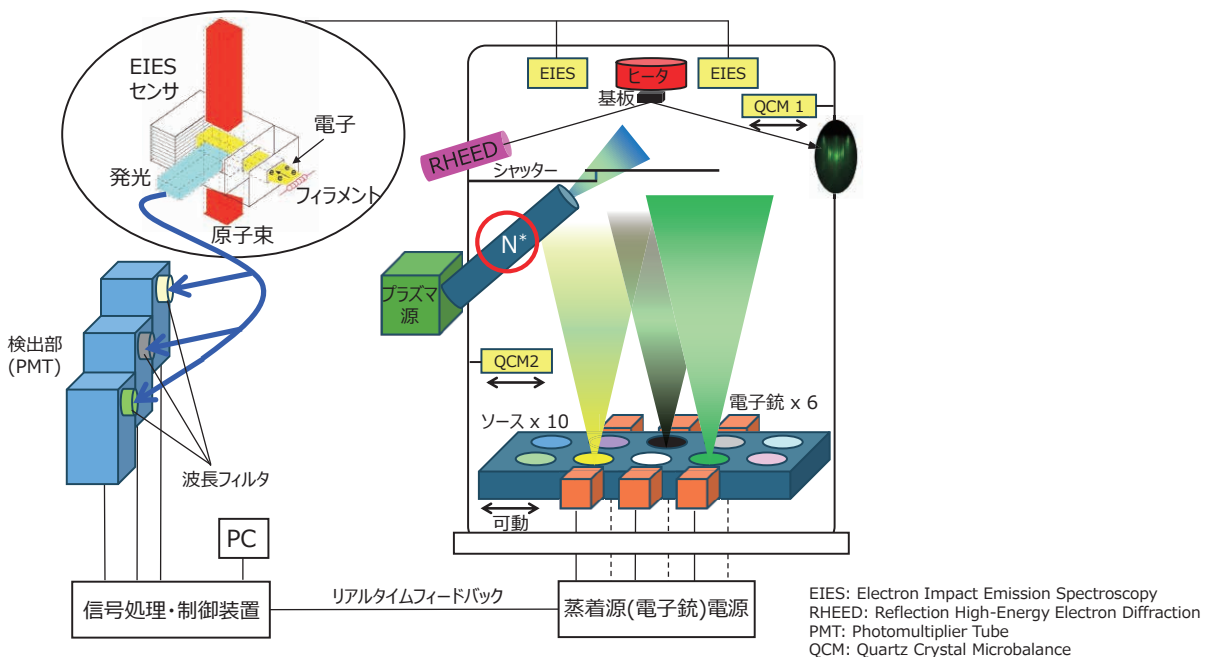 EIES
センサ
電子
発光
フィラメント
原子束
検出部
(PMT)
波長フィルタ
PC
信号処理・制御装置
リアルタイムフィードバック
蒸着源(電子銃)電源
EIES
ヒータ
EIES
基板
QCM 1
RHEED
シャッター
N*
プラズマ
源
QCM2
ソース x 10
電子銃 x 6
可動
EIES: Electron Impact Emission Spectroscopy
RHEED: Reflection High-Energy Electron Diffraction
PMT: Photomultiplier Tube
QCM: Quartz Crystal Microbalance